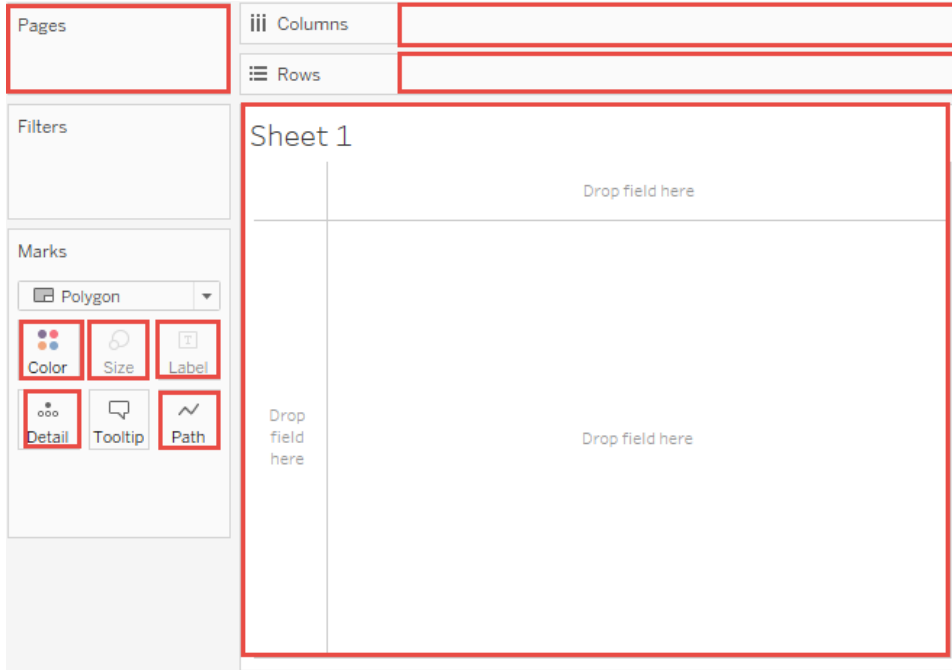 Pages
Columns
Rows
Filters
Sheet 1
Drop field here
Marks
Polygon
Color Size Label
Detail Tooltip Path
Drop
field
here
Drop field here